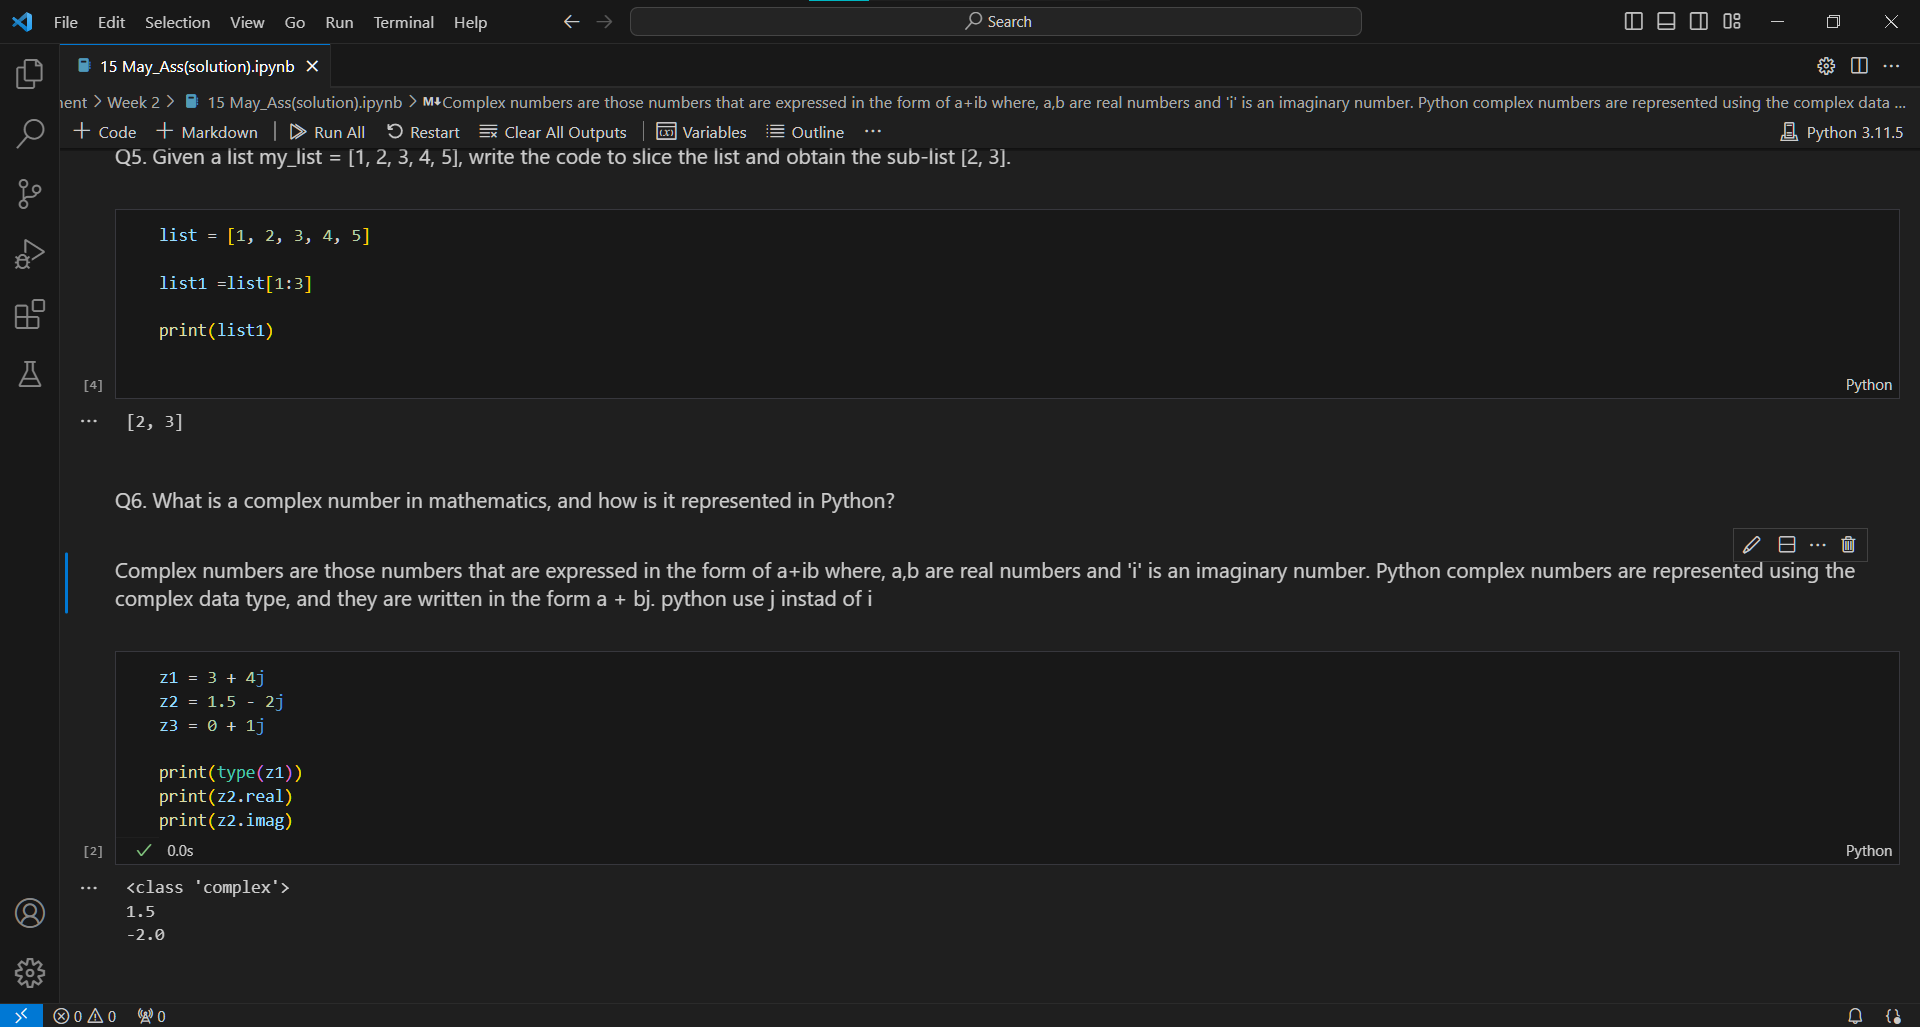 File Edit Selection View Go Run Terminal Help
Search
15 May_Ass(solution).ipynb
nent > Week 2 > 15 May_Ass(solution).ipynb > M↓Complex numbers are those numbers that are expressed in the form of a+ib where, a,b are real numbers and 'i' is an imaginary number. Python complex numbers are represented using the complex data ...
+ Code + Markdown | Run All Restart Clear All Outputs | (x) Variables Outline ... Python 3.11.5
Q5. Given a list my_list = [1, 2, 3, 4, 5], write the code to slice the list and obtain the sub-list [2, 3].
list = [1, 2, 3, 4, 5]
list1 =list[1:3]
print(list1)
[4] Python
... [2, 3]
Q6. What is a complex number in mathematics, and how is it represented in Python?
Complex numbers are those numbers that are expressed in the form of a+ib where, a,b are real numbers and 'i' is an imaginary number. Python complex numbers are represented using the
complex data type, and they are written in the form a + bj. python use j instad of i
z1 = 3 + 4j
z2 = 1.5 - 2j
z3 = 0 + 1j
print(type(z1))
print(z2.real)
print(z2.imag)
[2] 0.0s Python
... <class 'complex'>
1.5
-2.0
0 0 0